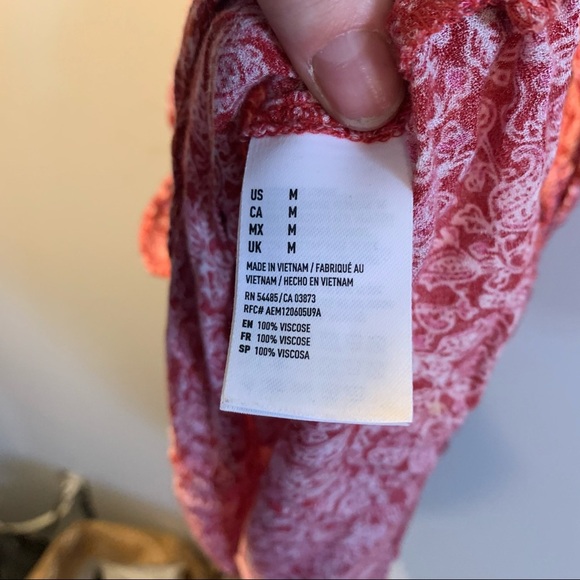 US M
CA M
MX M
UK M
MADE IN VIETNAM / FABRIQUÉ AU
VIETNAM / HECHO EN VIETNAM
RN 54485/CA 03873
RFC# AEM120605U9A
EN 100% VISCOSE
FR 100% VISCOSE
SP 100% VISCOSA